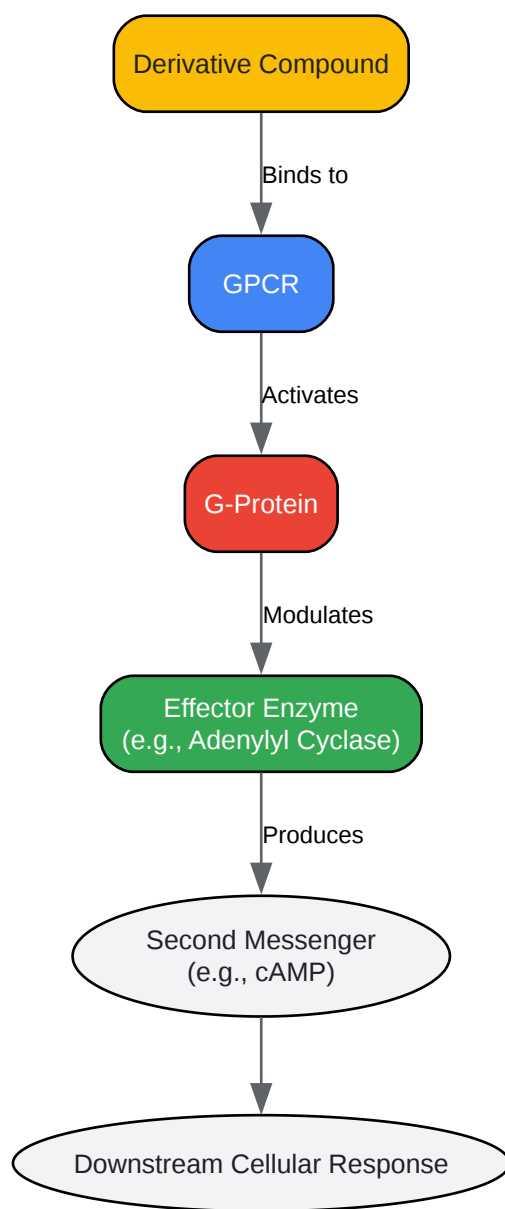 Derivative Compound
Binds to
GPCR
Activates
G-Protein
Modulates
Effector Enzyme
(e.g., Adenylyl Cyclase)
Produces
Second Messenger
(e.g., cAMP)
Downstream Cellular Response